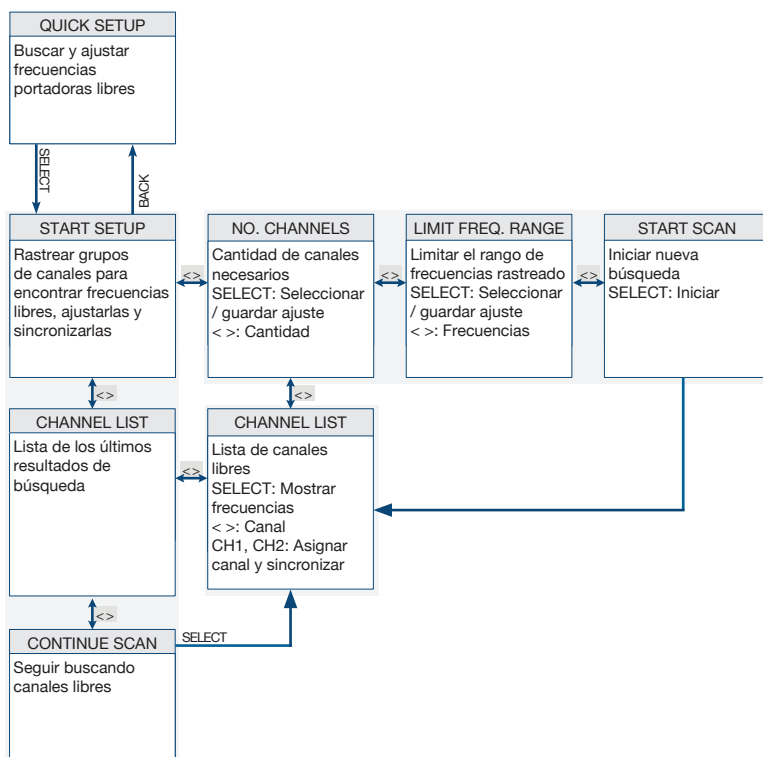 QUICK SETUP
Buscar y ajustar
frecuencias
portadoras libres
SELECT
BACK
START SETUP
Rastrear grupos
de canales para
encontrar frecuencias
libres, ajustarlas y
sincronizarlas
<>
NO. CHANNELS
Cantidad de canales
necesarios
SELECT: Seleccionar
/ guardar ajuste
< >: Cantidad
<>
LIMIT FREQ. RANGE
Limitar el rango de
frecuencias rastreado
SELECT: Seleccionar
/ guardar ajuste
< >: Frecuencias
<>
START SCAN
Iniciar nueva
búsqueda
SELECT: Iniciar
<>
<>
CHANNEL LIST
Lista de los últimos
resultados de
búsqueda
<>
CHANNEL LIST
Lista de canales
libres
SELECT: Mostrar
frecuencias
< >: Canal
CH1, CH2: Asignar
canal y sincronizar
<>
CONTINUE SCAN
Seguir buscando
canales libres
SELECT